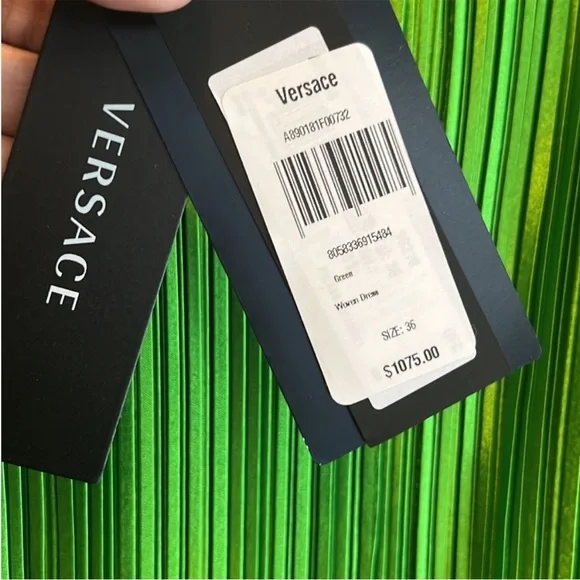 VERSACE
Versace
A890181F00732
8058336915484
Green
Woven Dress
SIZE: 36
$1075.00